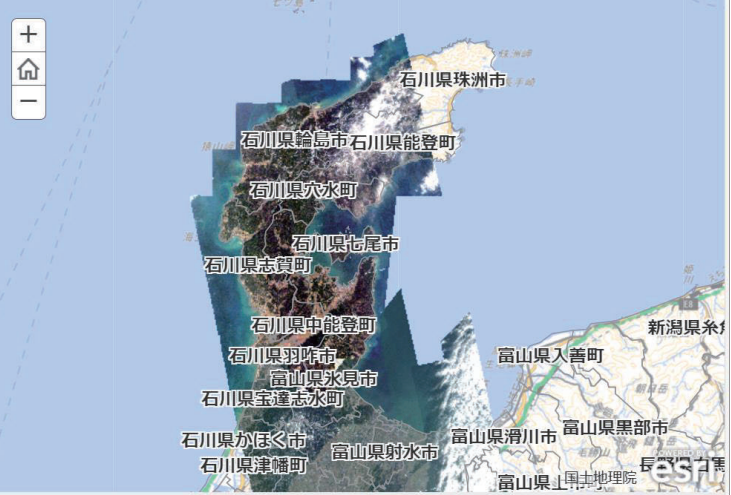 +
−
石川県珠洲市
石川県輪島市
石川県能登町
石川県穴水町
石川県七尾市
石川県志賀町
石川県中能登町
石川県羽咋市
富山県氷見市
石川県宝達志水町
石川県かほく市
石川県津幡町
富山県射水市
富山県滑川市
富山県入善町
富山県黒部市
朝日岳
国土地理院
POWERED BY
esri